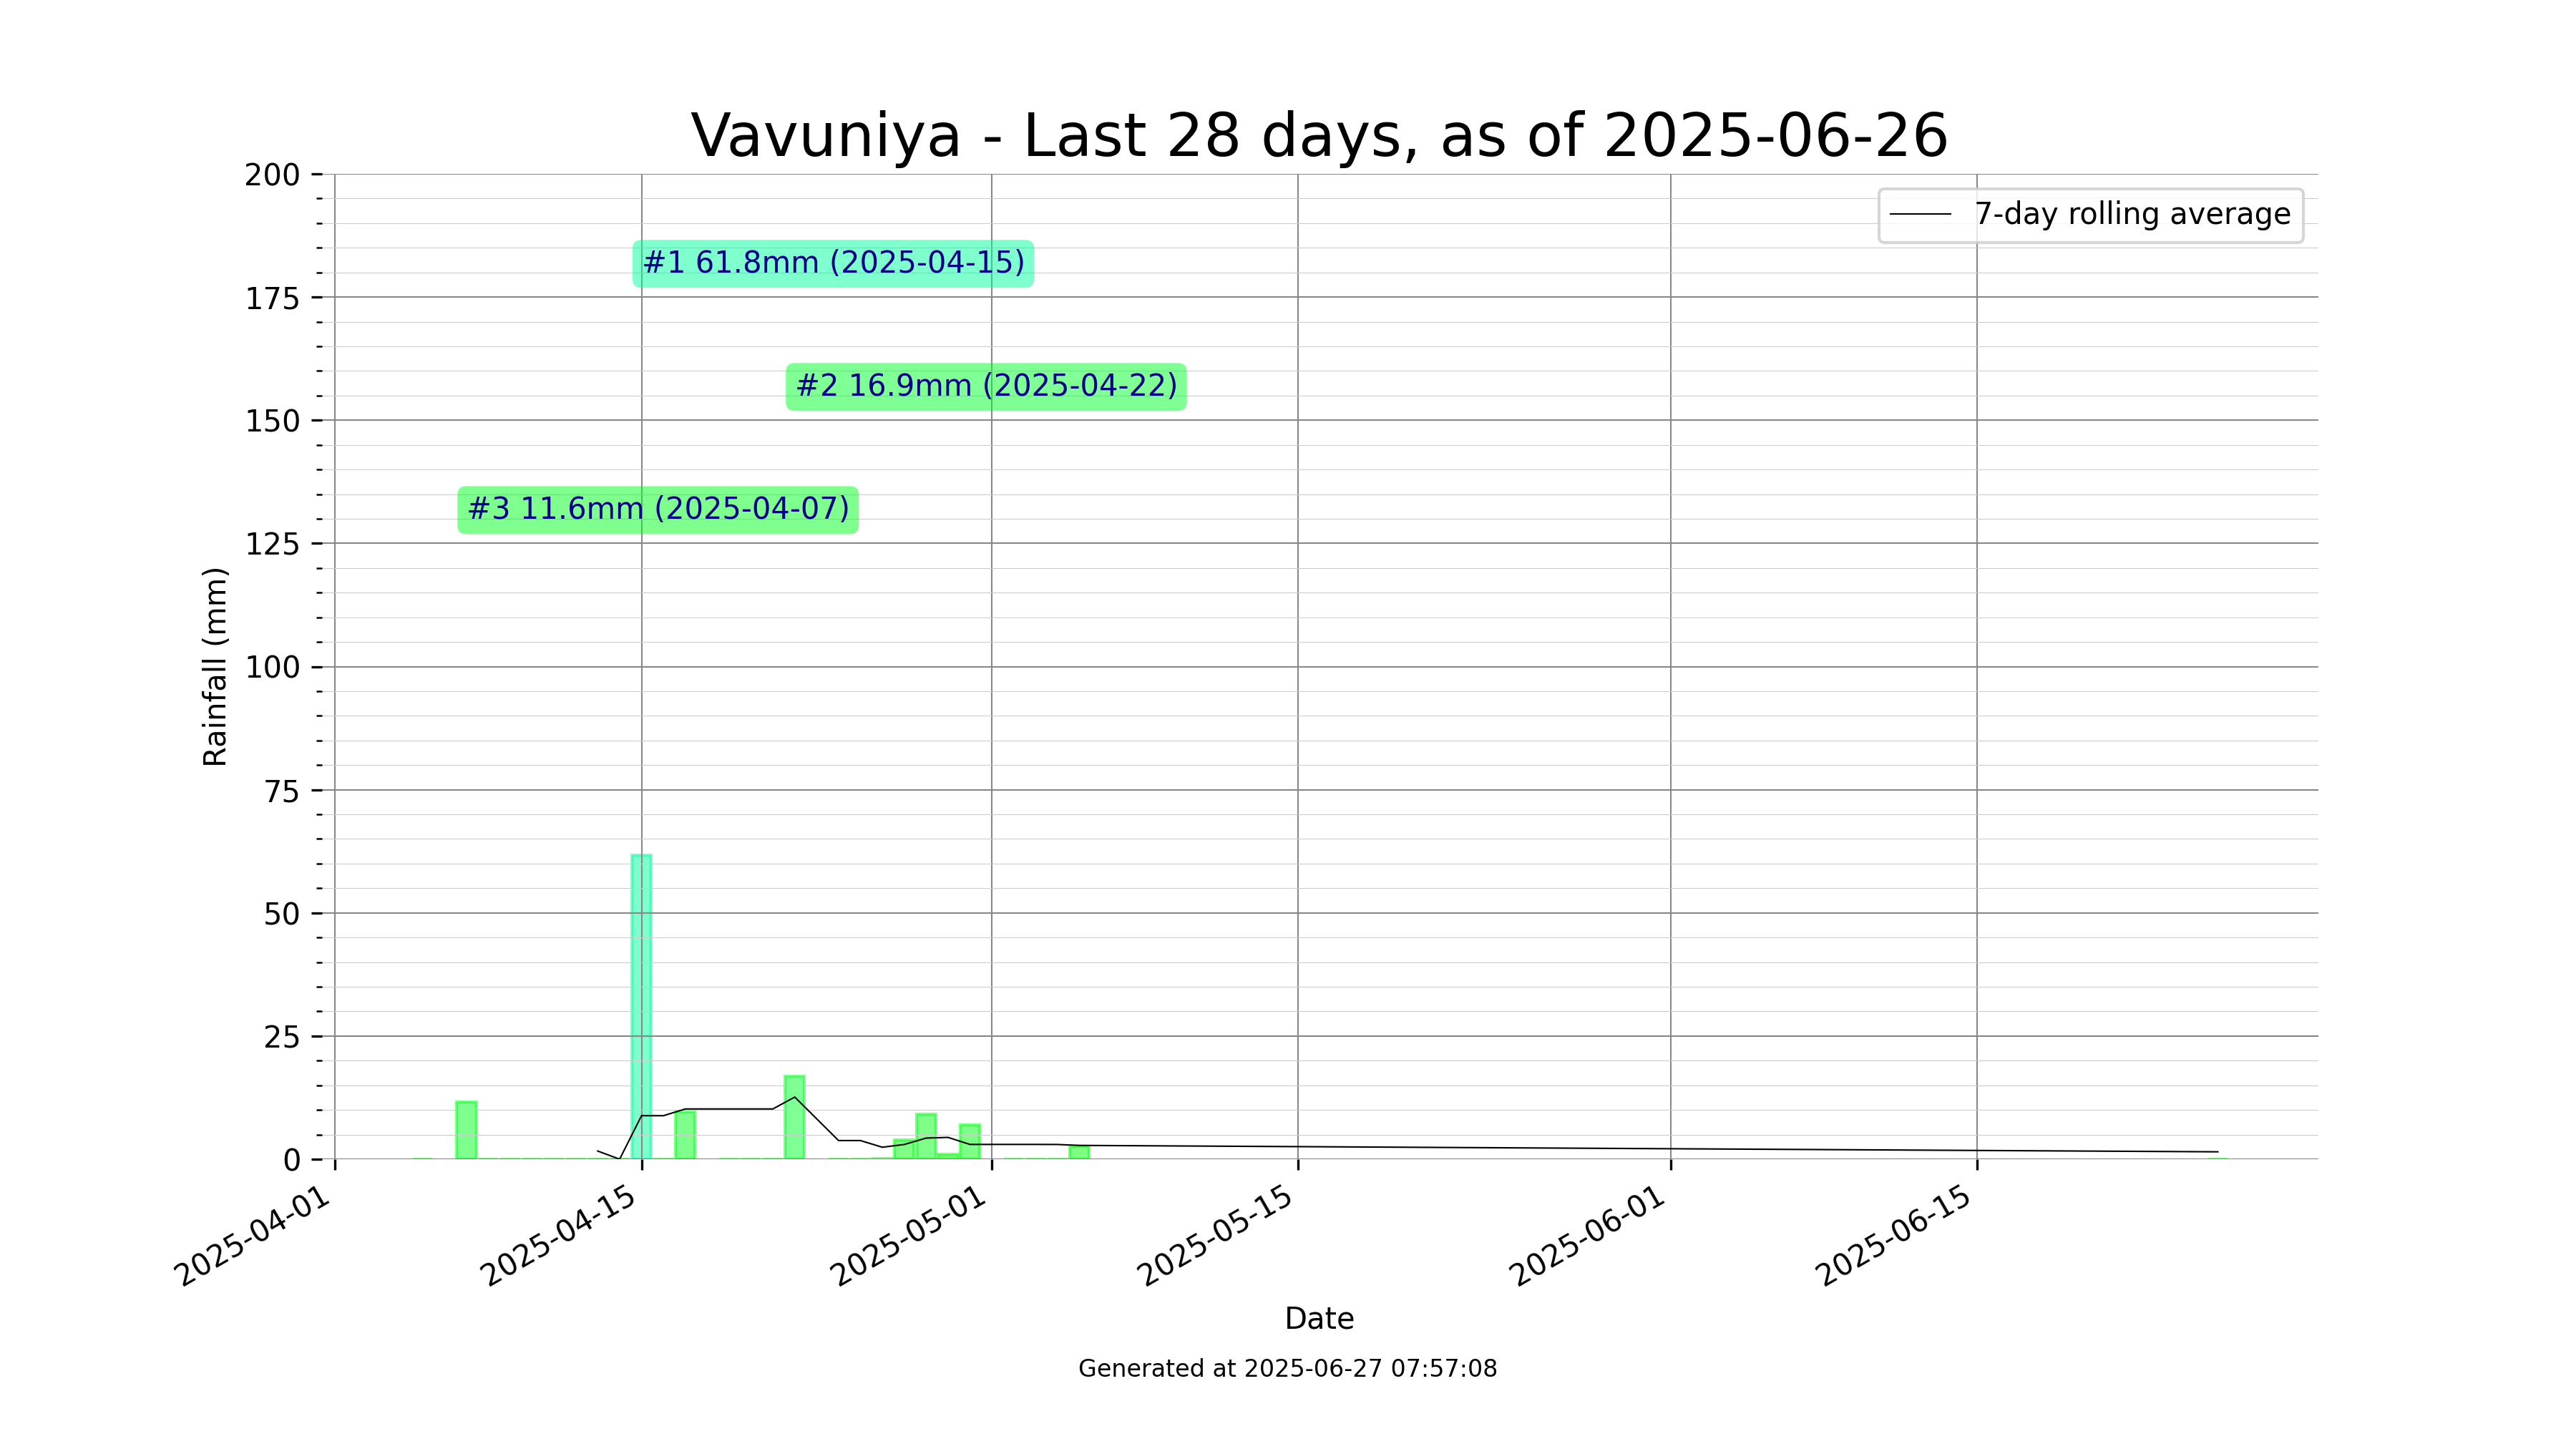 Vavuniya - Last 28 days, as of 2025-06-26
7-day rolling average
#1 61.8mm (2025-04-15)
#2 16.9mm (2025-04-22)
#3 11.6mm (2025-04-07)
Rainfall (mm)
200
175
150
125
100
75
50
25
0
2025-04-01
2025-04-15
2025-05-01
2025-05-15
2025-06-01
2025-06-15
Date
Generated at 2025-06-27 07:57:08